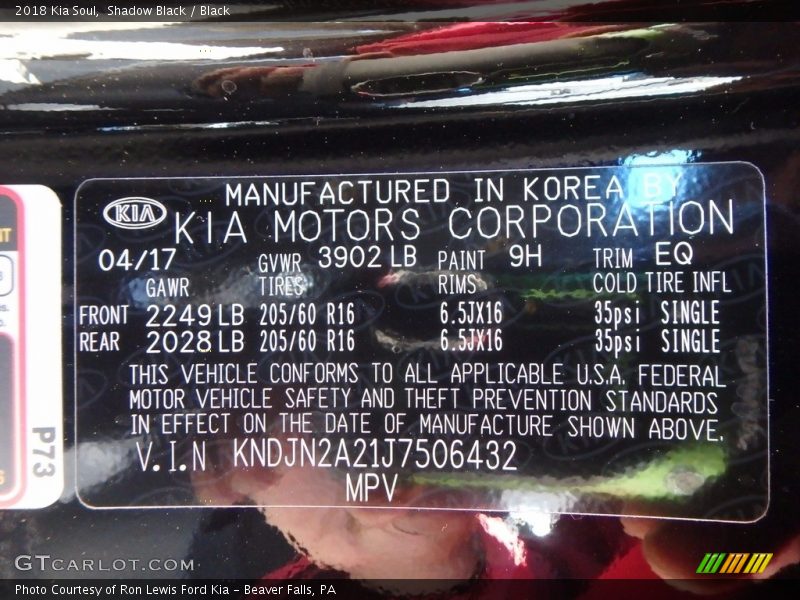 2018 Kia Soul,  Shadow Black / Black
MANUFACTURED IN KOREA BY
KIA
KIA MOTORS CORPORATION
04/17 GVWR 3902 LB PAINT 9H TRIM EQ
GAWR TIRES RIMS COLD TIRE INFL
FRONT 2249 LB 205/60 R16 6.5JX16 35psi SINGLE
REAR 2028 LB 205/60 R16 6.5JX16 35psi SINGLE
THIS VEHICLE CONFORMS TO ALL APPLICABLE U.S.A. FEDERAL
MOTOR VEHICLE SAFETY AND THEFT PREVENTION STANDARDS
IN EFFECT ON THE DATE OF MANUFACTURE SHOWN ABOVE.
V.I.N KNDJN2A21J7506432
MPV
P73
GTCARLOT.COM
Photo Courtesy of Ron Lewis Ford Kia – Beaver Falls, PA